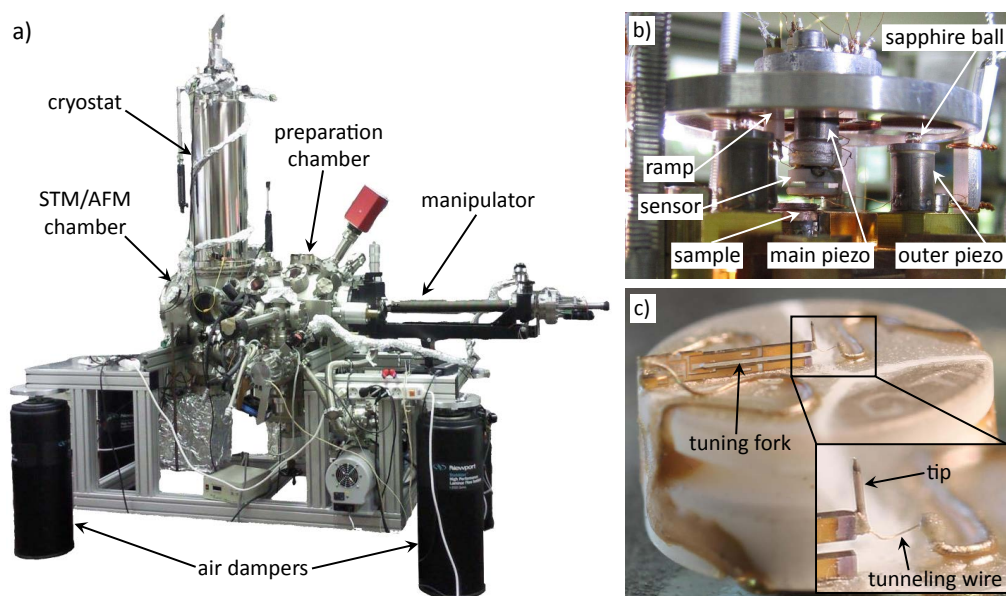 a)
cryostat
preparation
chamber
STM/AFM
chamber
manipulator
Newport
air dampers
b)
sapphire ball
ramp
sensor
sample
main piezo
outer piezo
c)
tuning fork
tip
tunneling wire